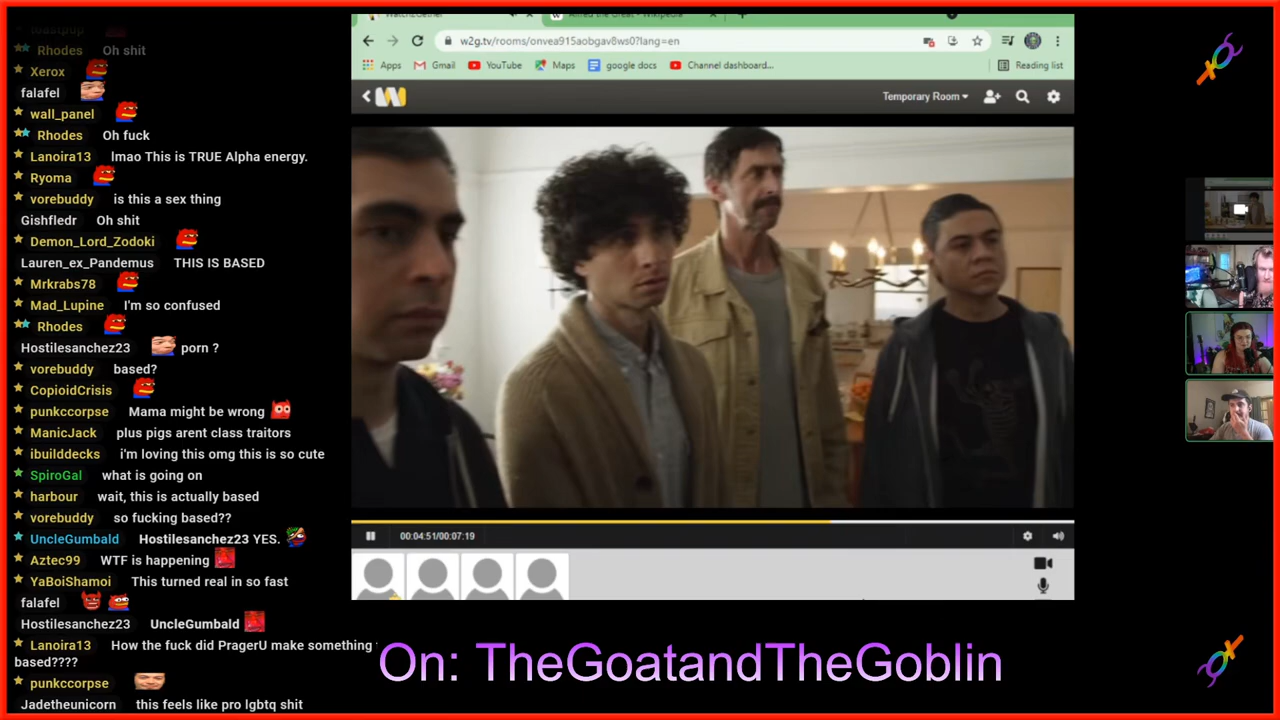 Rhodes Oh shit
Xerox
falafel
wall_panel
Rhodes Oh fuck
Lanoira13 lmao This is TRUE Alpha energy.
Ryoma
vorebuddy is this a sex thing
Gishfledr Oh shit
Demon_Lord_Zodoki
Lauren_ex_Pandemus THIS IS BASED
Mrkrabs78
Mad_Lupine I'm so confused
Rhodes
Hostilesanchez23 porn ?
vorebuddy based?
CopioidCrisis
punkccorpse Mama might be wrong
ManicJack plus pigs arent class traitors
ibuilddecks i'm loving this omg this is so cute
SpiroGal what is going on
harbour wait, this is actually based
vorebuddy so fucking based??
UncleGumbald Hostilesanchez23 YES.
Aztec99 WTF is happening
YaBoiShamoi This turned real in so fast
falafel
Hostilesanchez23 UncleGumbald
Lanoira13 How the fuck did PragerU make something
based????
punkccorpse
Jadetheunicorn this feels like pro lgbtq shit
w2g.tv/rooms/onvea915aobgav8ws0?lang=en
Apps Gmail YouTube Maps google docs Channel dashboard... Reading list
Temporary Room
00:04:51/00:07:19
On: TheGoatandTheGoblin